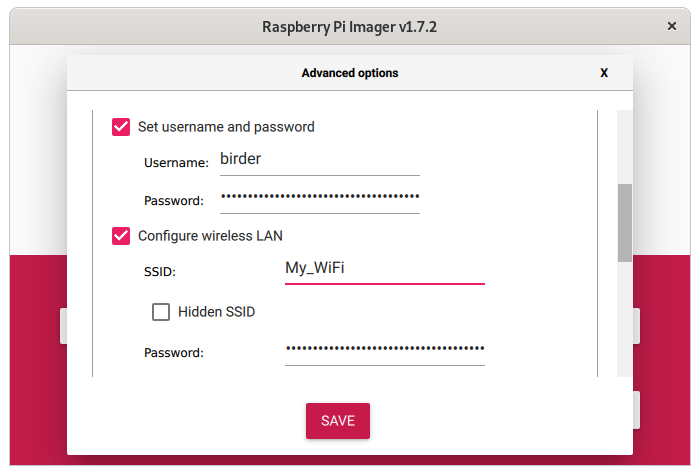 Raspberry Pi Imager v1.7.2 ×
Advanced options X
Set username and password
Username: birder
Password: •••••••••••••••••••••••••••••••••••••
Configure wireless LAN
SSID: My_WiFi
Hidden SSID
Password: •••••••••••••••••••••••••••••••••••••
SAVE